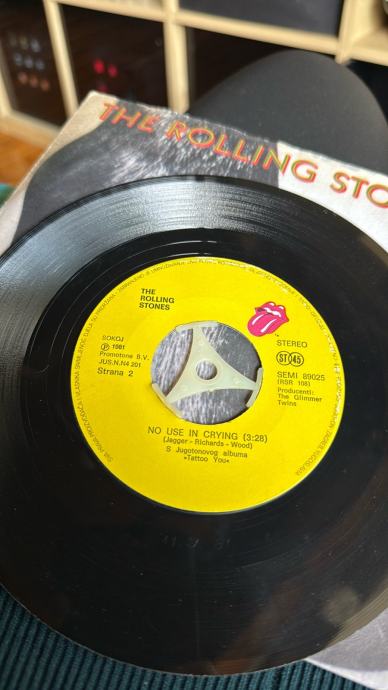 THE ROLLING STO
THE
ROLLING
STONES
SOKOJ
Ⓟ 1981
Promotone B.V.
JUS.N.N4 201
Strana 2
STEREO
ST 45
SEMI 89025
(RSR 108)
Producenti:
The Glimmer
Twins
NO USE IN CRYING (3:28)
(Jagger - Richards - Wood)
S Jugotonovog albuma
»Tattoo You«